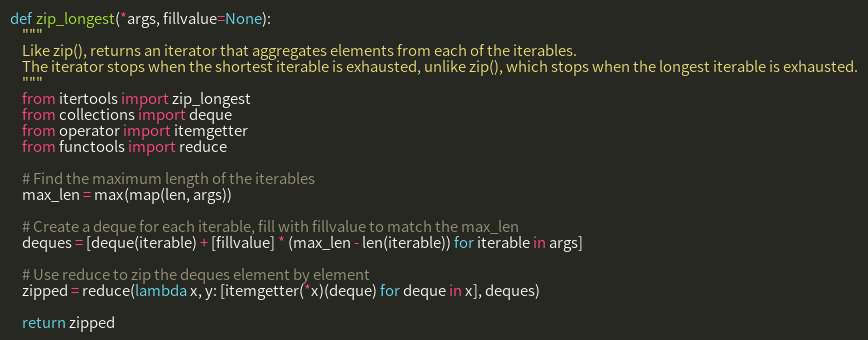 def zip_longest(*args, fillvalue=None):
    """
    Like zip(), returns an iterator that aggregates elements from each of the iterables.
    The iterator stops when the shortest iterable is exhausted, unlike zip(), which stops when the longest iterable is exhausted.
    """
    from itertools import zip_longest
    from collections import deque
    from operator import itemgetter
    from functools import reduce

    # Find the maximum length of the iterables
    max_len = max(map(len, args))

    # Create a deque for each iterable, fill with fillvalue to match the max_len
    deques = [deque(iterable) + [fillvalue] * (max_len - len(iterable)) for iterable in args]

    # Use reduce to zip the deques element by element
    zipped = reduce(lambda x, y: [itemgetter(*x)(deque) for deque in x], deques)

    return zipped